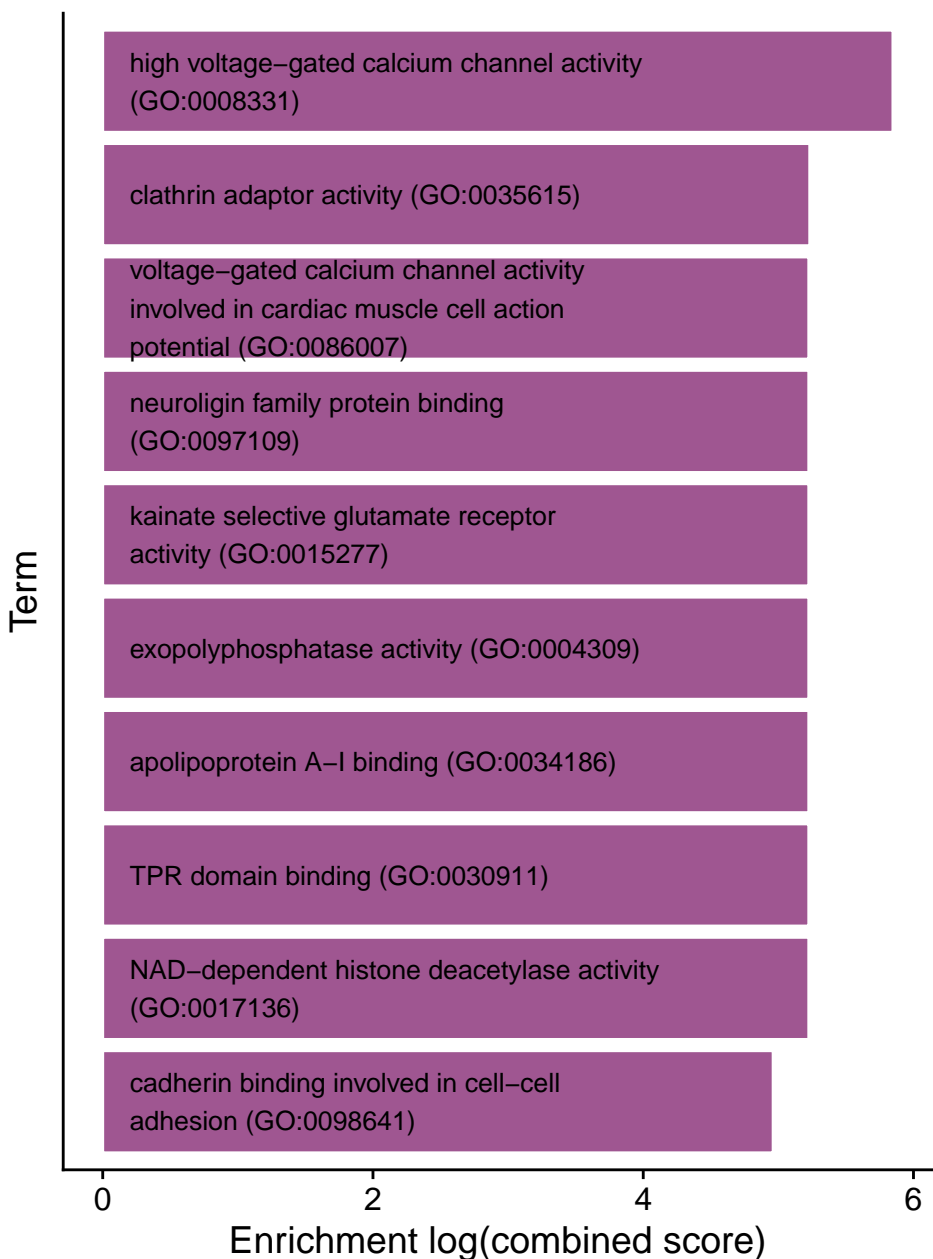 high voltage−gated calcium channel activity
(GO:0008331)
clathrin adaptor activity (GO:0035615)
voltage−gated calcium channel activity
involved in cardiac muscle cell action
potential (GO:0086007)
neuroligin family protein binding
(GO:0097109)
kainate selective glutamate receptor
activity (GO:0015277)
exopolyphosphatase activity (GO:0004309)
apolipoprotein A−I binding (GO:0034186)
TPR domain binding (GO:0030911)
NAD−dependent histone deacetylase activity
(GO:0017136)
cadherin binding involved in cell−cell
adhesion (GO:0098641)
Term
0 2 4 6
Enrichment log(combined score)